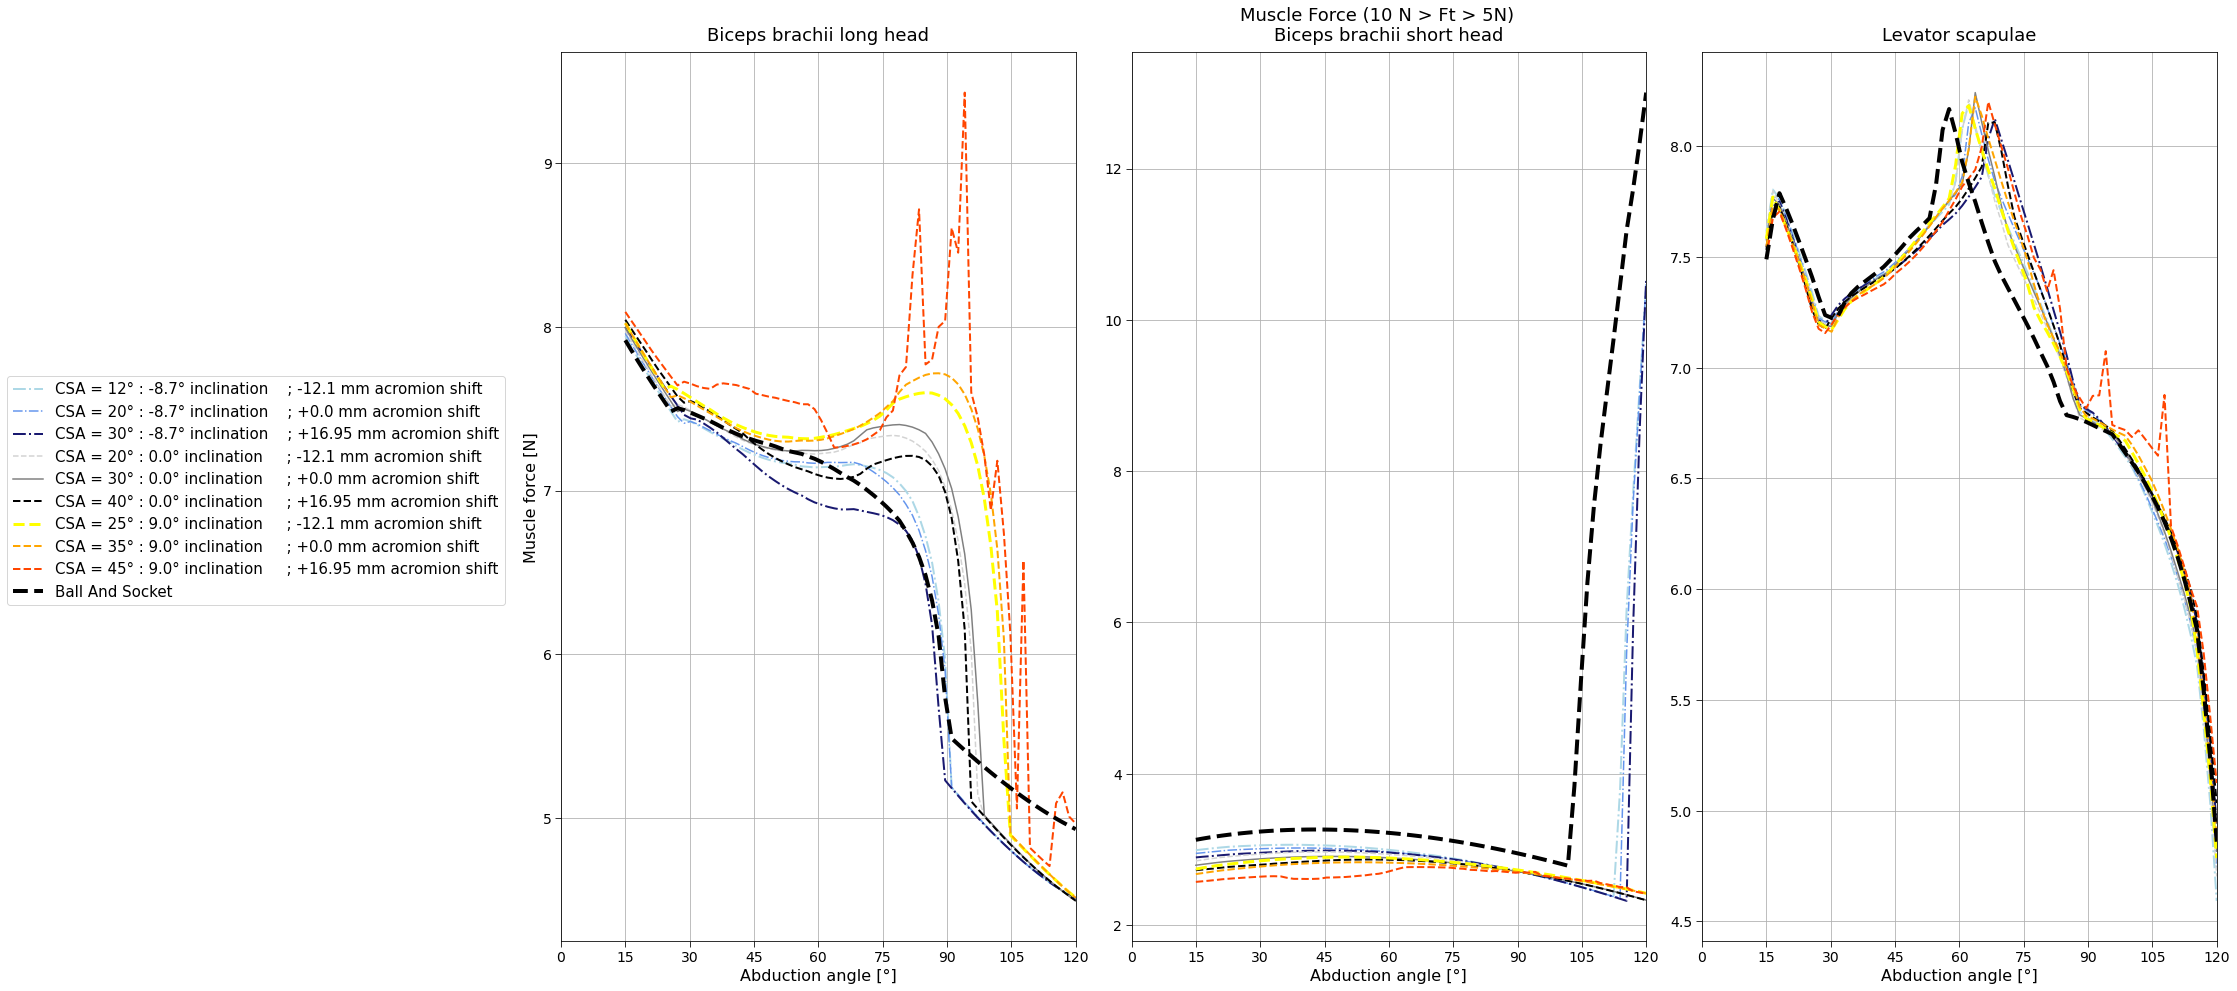 Muscle Force (10 N > Ft > 5N)
Biceps brachii long head
Biceps brachii short head
Levator scapulae
CSA = 12° : -8.7° inclination ; -12.1 mm acromion shift
CSA = 20° : -8.7° inclination ; +0.0 mm acromion shift
CSA = 30° : -8.7° inclination ; +16.95 mm acromion shift
CSA = 20° : 0.0° inclination ; -12.1 mm acromion shift
CSA = 30° : 0.0° inclination ; +0.0 mm acromion shift
CSA = 40° : 0.0° inclination ; +16.95 mm acromion shift
CSA = 25° : 9.0° inclination ; -12.1 mm acromion shift
CSA = 35° : 9.0° inclination ; +0.0 mm acromion shift
CSA = 45° : 9.0° inclination ; +16.95 mm acromion shift
Ball And Socket
Muscle force [N]
9
8
7
6
5
0 15 30 45 60 75 90 105 120
Abduction angle [°]
12
10
8
6
4
2
0 15 30 45 60 75 90 105 120
Abduction angle [°]
8.0
7.5
7.0
6.5
6.0
5.5
5.0
4.5
0 15 30 45 60 75 90 105 120
Abduction angle [°]